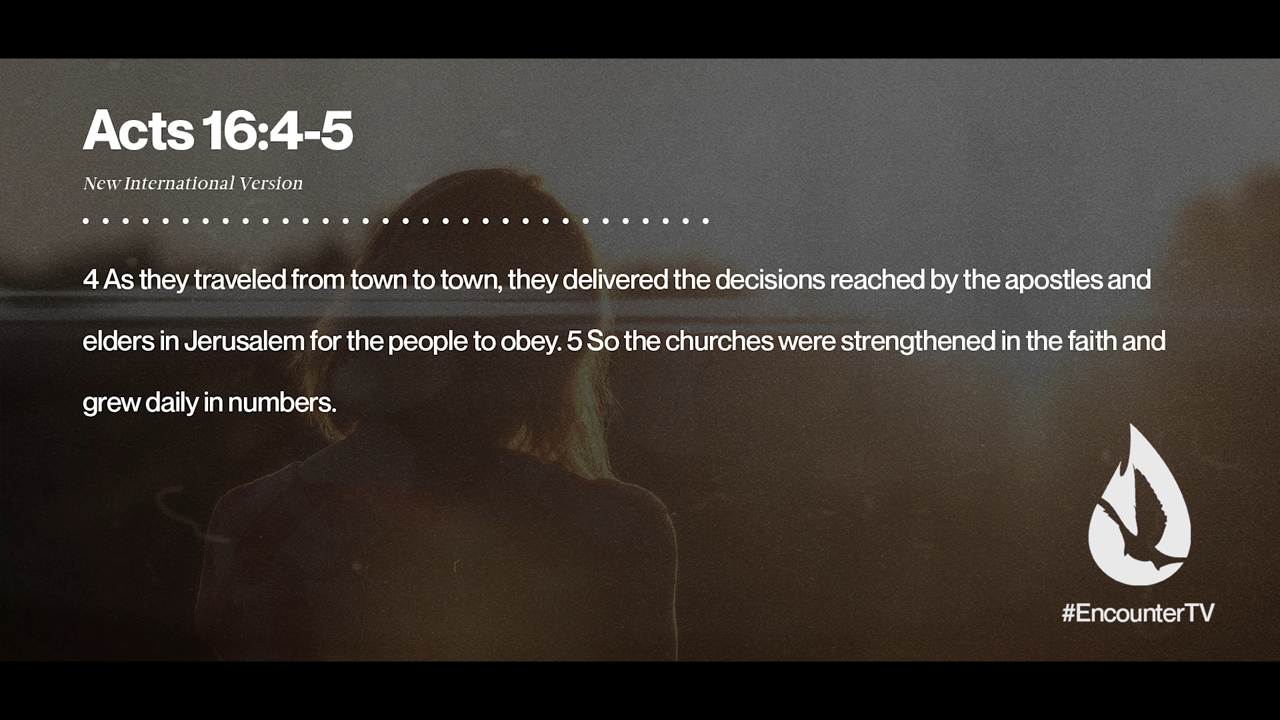 Acts 16:4-5
New International Version
4 As they traveled from town to town, they delivered the decisions reached by the apostles and
elders in Jerusalem for the people to obey. 5 So the churches were strengthened in the faith and
grew daily in numbers.
#EncounterTV